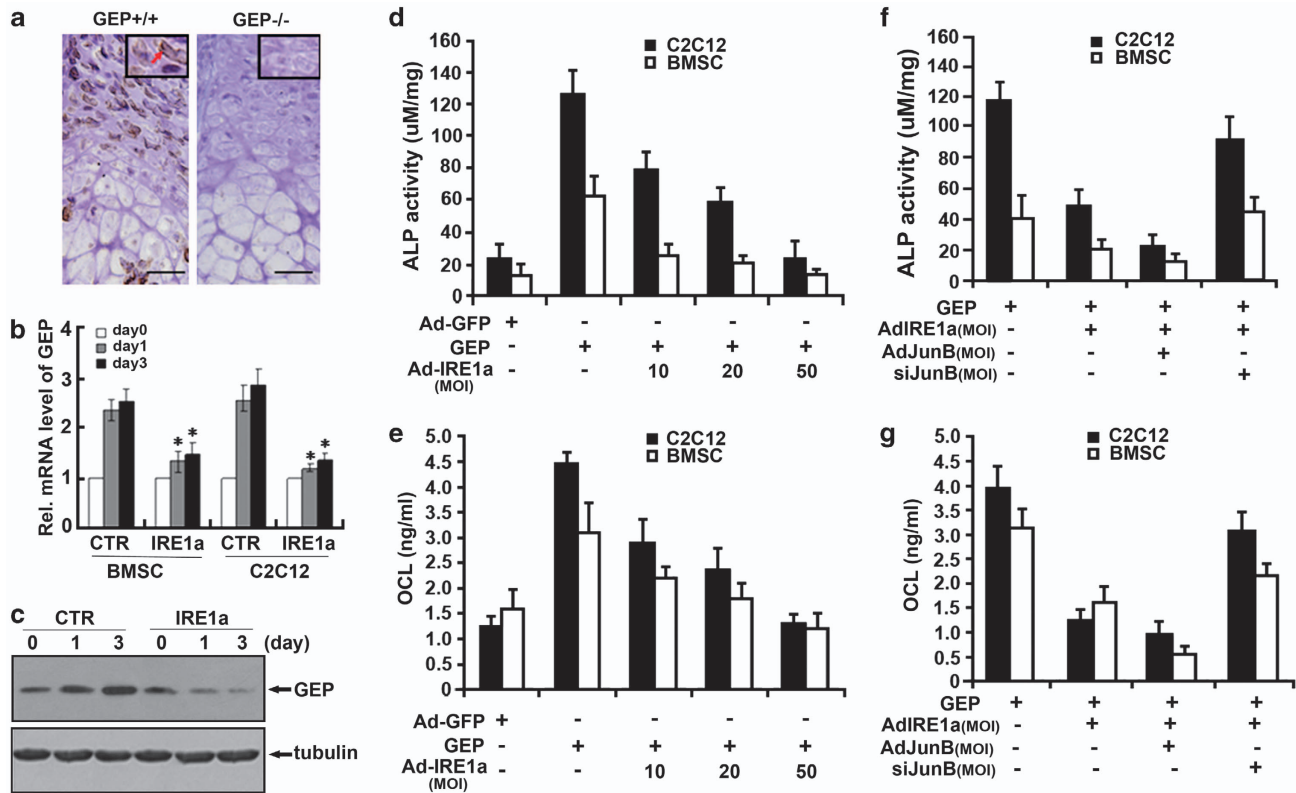 a
GEP+/+ GEP-/-
b
Rel. mRNA level of GEP
4
3
2
1
0
day0
day1
day3
* * * *
CTR IRE1a CTR IRE1a
BMSC C2C12
c
CTR IRE1a
0 1 3 0 1 3 (day)
GEP
tubulin
d
ALP activity (uM/mg)
160
140
120
100
80
60
40
20
0
C2C12
BMSC
Ad-GFP + - - - -
GEP - + + + +
Ad-IRE1a - - 10 20 50
(MOI)
e
OCL (ng/ml)
5.0
4.5
4.0
3.5
3.0
2.5
2.0
1.5
1.0
0.5
0
C2C12
BMSC
Ad-GFP + - - - -
GEP - + + + +
Ad-IRE1a - - 10 20 50
(MOI)
f
ALP activity (uM/mg)
160
140
120
100
80
60
40
20
0
C2C12
BMSC
GEP + + + +
AdIRE1a(MOI) - + + +
AdJunB(MOI) - - + -
siJunB(MOI) - - - +
g
OCL (ng/ml)
5.0
4.5
4.0
3.5
3.0
2.5
2.0
1.5
1.0
0.5
0
C2C12
BMSC
GEP + + + +
AdIRE1a(MOI) - + + +
AdJunB(MOI) - - + -
siJunB(MOI) - - - +